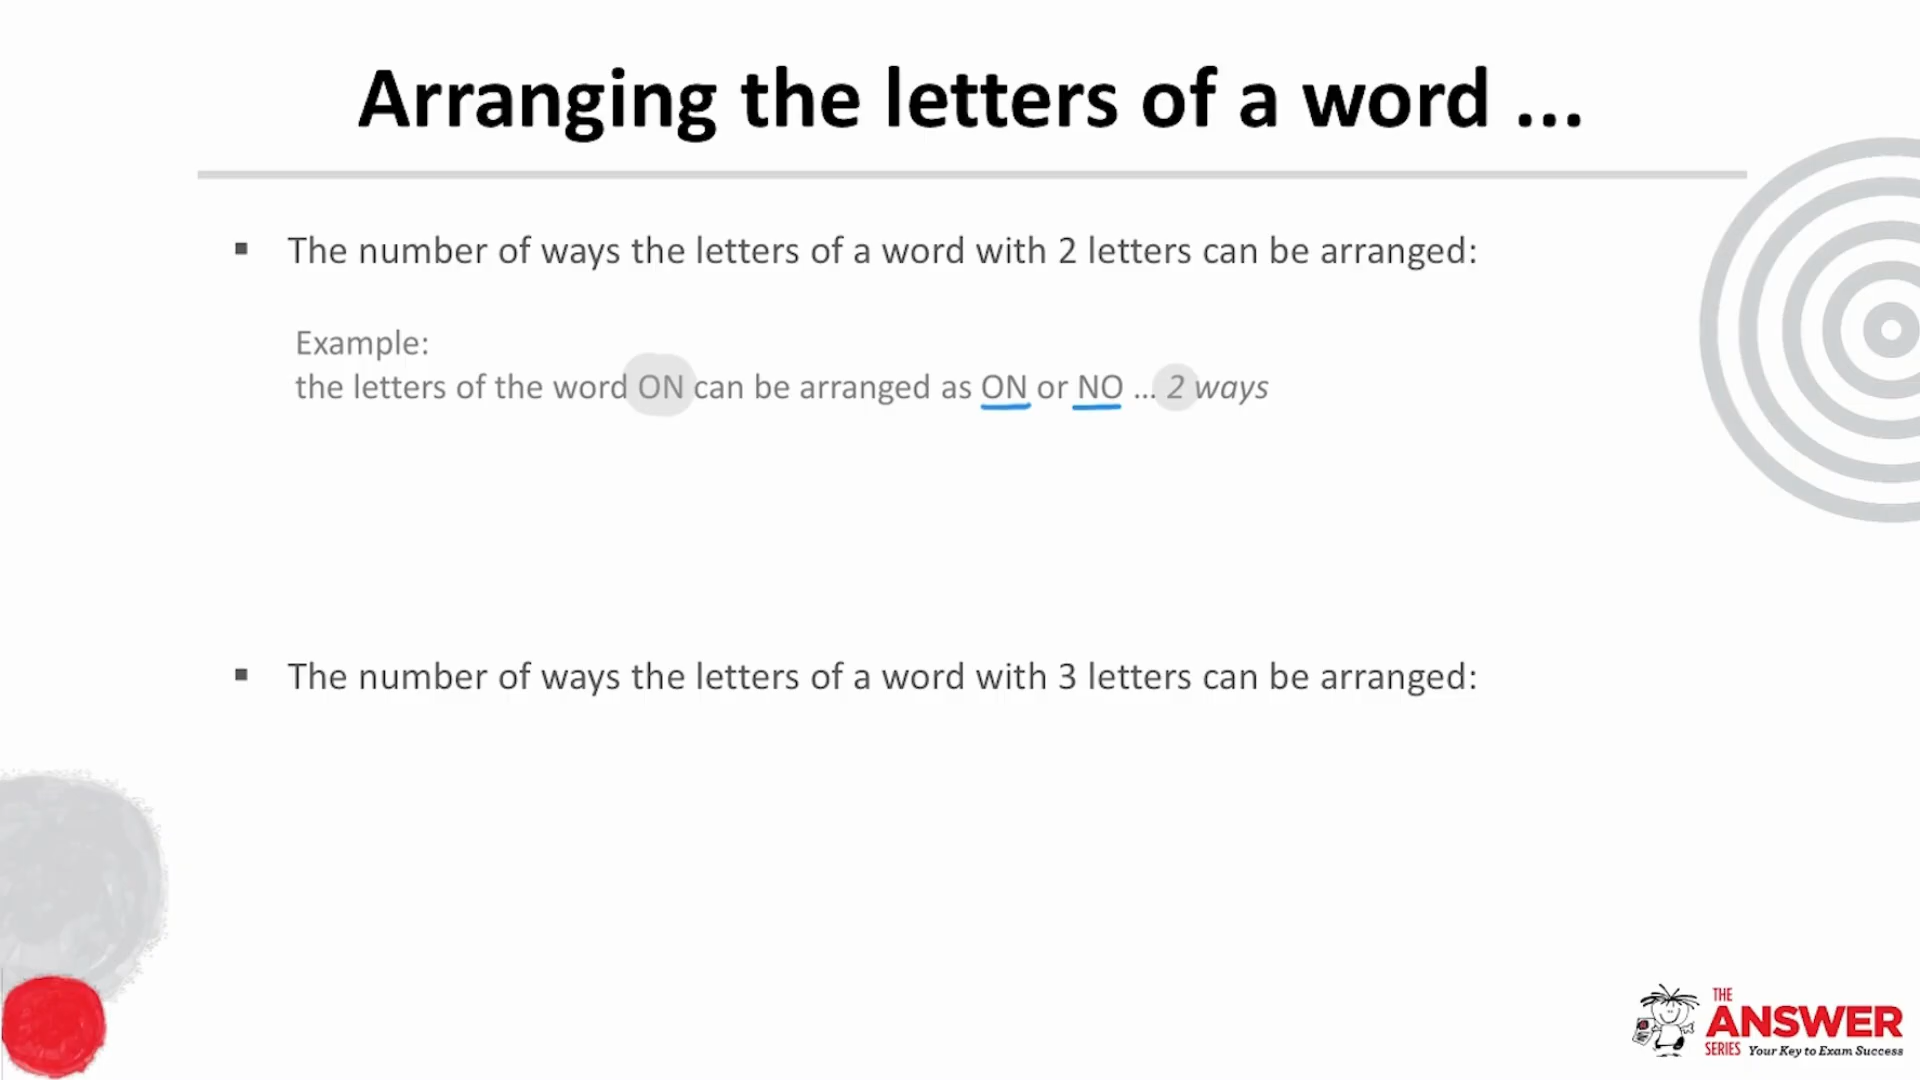 Arranging the letters of a word ...
▪ The number of ways the letters of a word with 2 letters can be arranged:
Example:
the letters of the word ON can be arranged as ON or NO ... 2 ways
▪ The number of ways the letters of a word with 3 letters can be arranged:
THE
ANSWER
SERIES Your Key to Exam Success